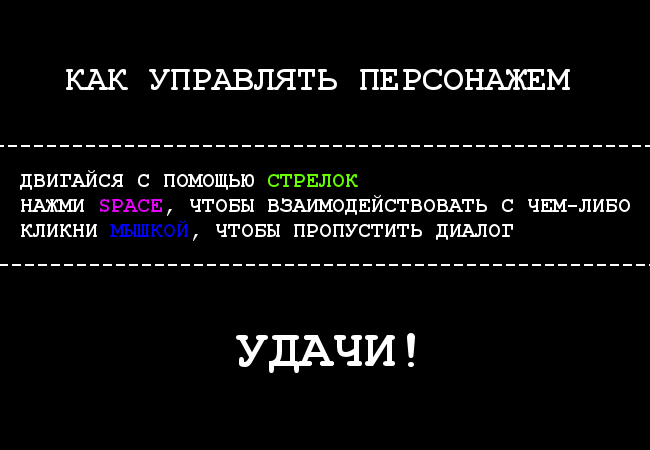 КАК УПРАВЛЯТЬ ПЕРСОНАЖЕМ
ДВИГАЙСЯ С ПОМОЩЬЮ СТРЕЛОК
НАЖМИ SPACE, ЧТОБЫ ВЗАИМОДЕЙСТВОВАТЬ С ЧЕМ-ЛИБО
КЛИКНИ МЫШКОЙ, ЧТОБЫ ПРОПУСТИТЬ ДИАЛОГ
УДАЧИ!